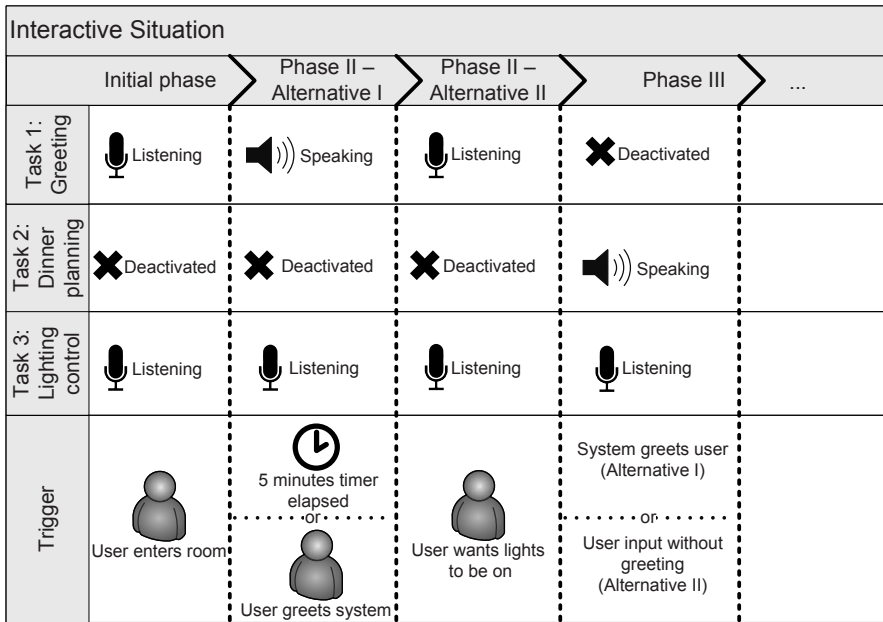 Interactive Situation
Initial phase
Phase II –
Alternative I
Phase II –
Alternative II
Phase III
...
Task 1:
Greeting
Listening
Speaking
Listening
Deactivated
Task 2:
Dinner
planning
Deactivated
Deactivated
Deactivated
Speaking
Task 3:
Lighting
control
Listening
Listening
Listening
Listening
Trigger
User enters room
5 minutes timer
elapsed
or
User greets system
User wants lights
to be on
System greets user
(Alternative I)
or
User input without
greeting
(Alternative II)